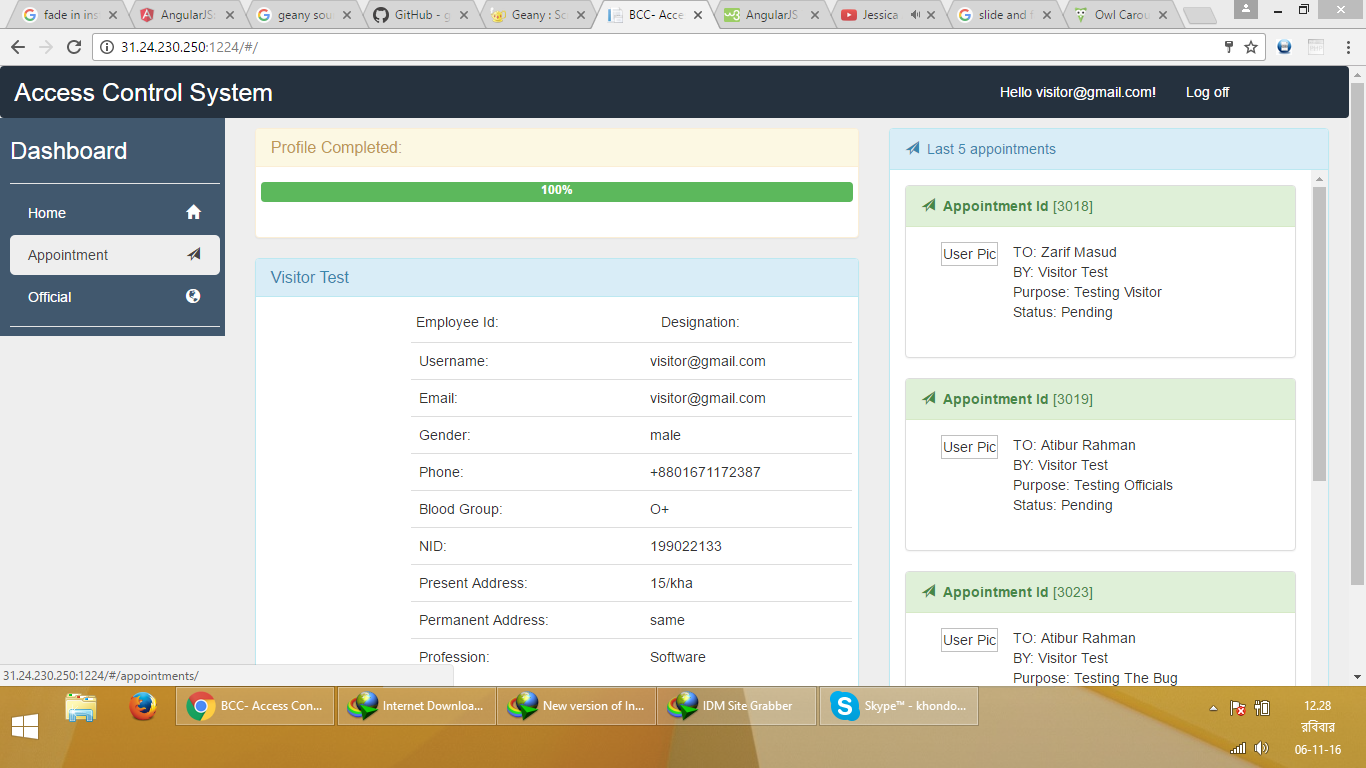 fade in inst
AngularJS:
geany sou
GitHub - g
Geany : So
BCC- Acce
AngularJS
Jessica
slide and f
Owl Carou
31.24.230.250:1224/#/
Access Control System
Hello visitor@gmail.com!
Log off
Dashboard
Home
Appointment
Official
Profile Completed:
100%
Visitor Test
Employee Id: Designation:
Username: visitor@gmail.com
Email: visitor@gmail.com
Gender: male
Phone: +8801671172387
Blood Group: O+
NID: 199022133
Present Address: 15/kha
Permanent Address: same
Profession: Software
Last 5 appointments
Appointment Id [3018]
User Pic
TO: Zarif Masud
BY: Visitor Test
Purpose: Testing Visitor
Status: Pending
Appointment Id [3019]
User Pic
TO: Atibur Rahman
BY: Visitor Test
Purpose: Testing Officials
Status: Pending
Appointment Id [3023]
User Pic
TO: Atibur Rahman
BY: Visitor Test
Purpose: Testing The Bug
31.24.230.250:1224/#/appointments/
BCC- Access Con...
Internet Downloa...
New version of In...
IDM Site Grabber
Skype™ - khondo...
12.28
রবিবার
06-11-16